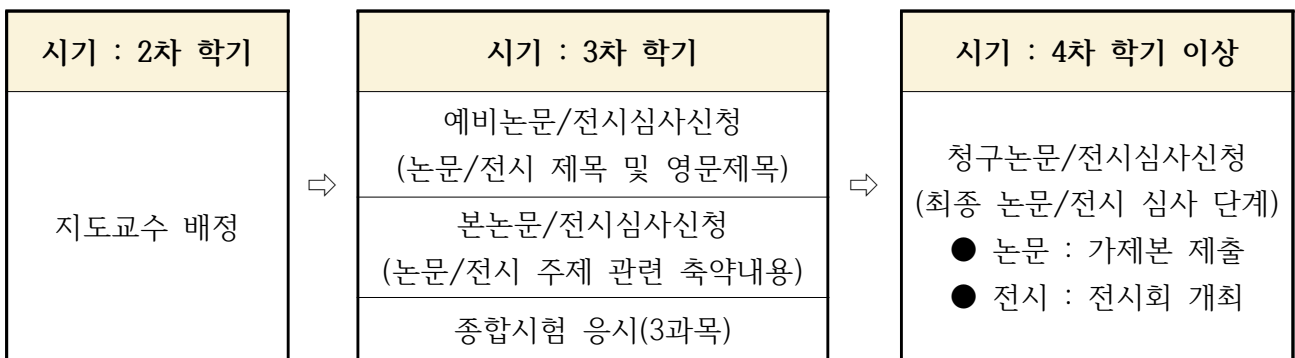 시기 : 2차 학기
지도교수 배정
⇨
시기 : 3차 학기
예비논문/전시심사신청
(논문/전시 제목 및 영문제목)
본논문/전시심사신청
(논문/전시 주제 관련 축약내용)
종합시험 응시(3과목)
⇨
시기 : 4차 학기 이상
청구논문/전시심사신청
(최종 논문/전시 심사 단계)
● 논문 : 가제본 제출
● 전시 : 전시회 개최